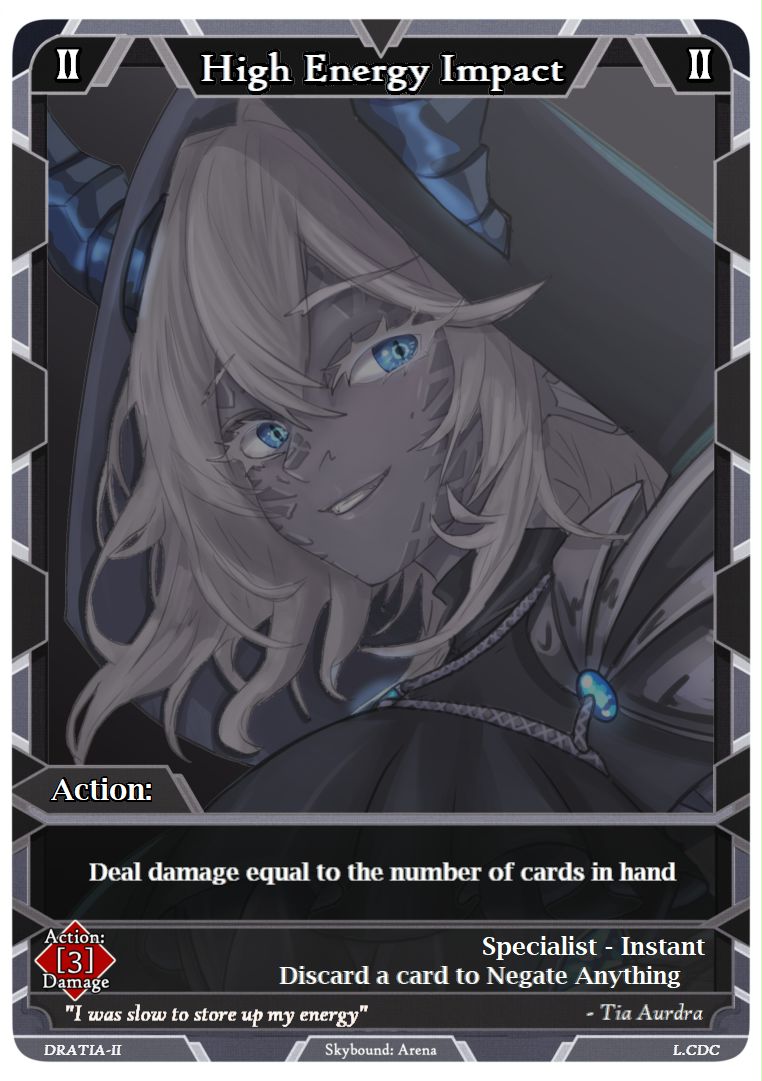 II High Energy Impact II
Action:
Deal damage equal to the number of cards in hand
Action:
[3]
Damage
Specialist - Instant
Discard a card to Negate Anything
"I was slow to store up my energy" - Tia Aurdra
DRATIA-II Skybound: Arena L.CDC